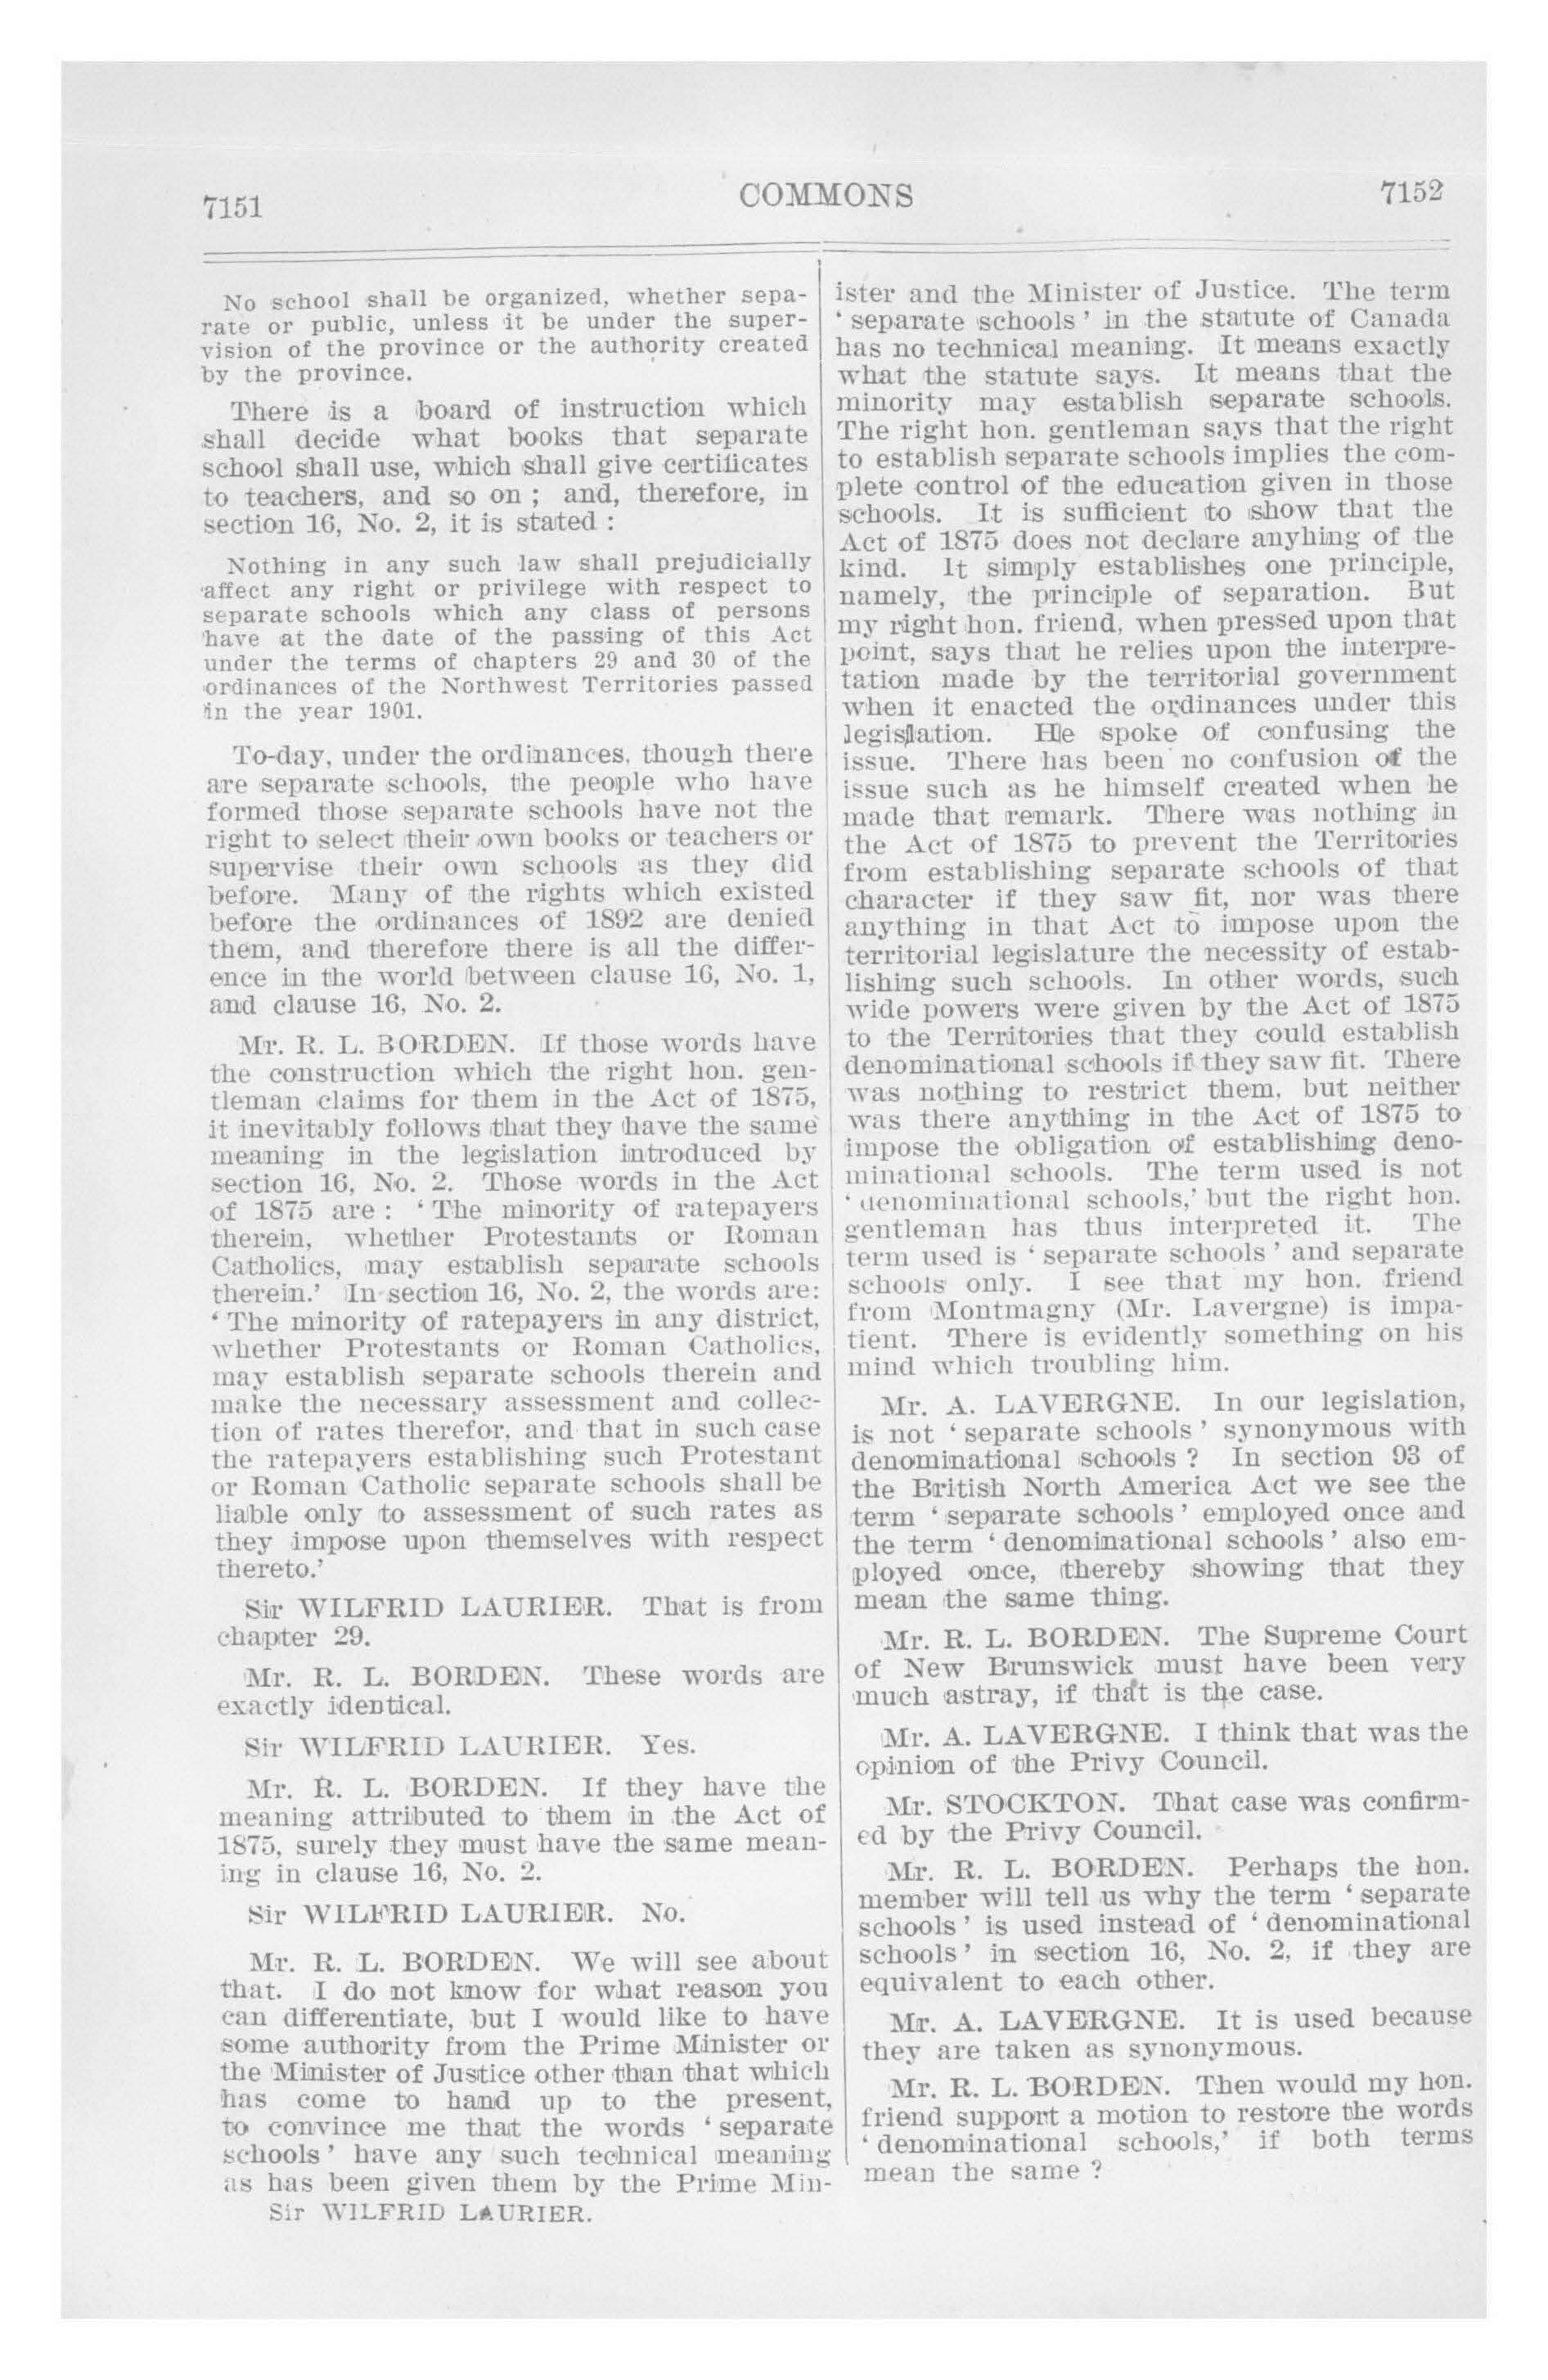 7151
COMMONS
7152
No school shall be organized, whether sepa-
rate or public, unless it be under the super-
vision of the province or the authority created
by the province.
There is a board of instruction which
shall decide what books that separate
school shall use, which shall give certificates
to teachers, and so on ; and, therefore, in
section 16, No. 2, it is stated :
Nothing in any such law shall prejudicially
affect any right or privilege with respect to
separate schools which any class of persons
have at the date of the passing of this Act
under the terms of chapters 29 and 30 of the
ordinances of the Northwest Territories passed
in the year 1901.
To-day, under the ordinances, though there
are separate schools, the people who have
formed those separate schools have not the
right to select their own books or teachers or
supervise their own schools as they did
before. Many of the rights which existed
before the ordinances of 1892 are denied
them, and therefore there is all the differ-
ence in the world between clause 16, No. 1,
and clause 16, No. 2.
Mr. R. L. BORDEN. If those words have
the construction which the right hon. gen-
tleman claims for them in the Act of 1875,
it inevitably follows that they have the same
meaning in the legislation introduced by
section 16, No. 2. Those words in the Act
of 1875 are : ‘ The minority of ratepayers
therein, whether Protestants or Roman
Catholics, may establish separate schools
therein.’ In section 16, No. 2, the words are:
‘ The minority of ratepayers in any district,
whether Protestants or Roman Catholics,
may establish separate schools therein and
make the necessary assessment and collec-
tion of rates therefor, and that in such case
the ratepayers establishing such Protestant
or Roman Catholic separate schools shall be
liable only to assessment of such rates as
they impose upon themselves with respect
thereto.’
Sir WILFRID LAURIER. That is from
chapter 29.
Mr. R. L. BORDEN. These words are
exactly identical.
Sir WILFRID LAURIER. Yes.
Mr. R. L. BORDEN. If they have the
meaning attributed to them in the Act of
1875, surely they must have the same mean-
ing in clause 16, No. 2.
Sir WILFRID LAURIER. No.
Mr. R. L. BORDEN. We will see about
that. I do not know for what reason you
can differentiate, but I would like to have
some authority from the Prime Minister or
the Minister of Justice other than that which
has come to hand up to the present,
to convince me that the words ‘ separate
schools ’ have any such technical meaning
as has been given them by the Prime Min-
Sir WILFRID LAURIER.
ister and the Minister of Justice. The term
‘ separate schools ’ in the statute of Canada
has no technical meaning. It means exactly
what the statute says. It means that the
minority may establish separate schools.
The right hon. gentleman says that the right
to establish separate schools implies the com-
plete control of the education given in those
schools. It is sufficient to show that the
Act of 1875 does not declare anyhing of the
kind. It simply establishes one principle,
namely, the principle of separation. But
my right hon. friend, when pressed upon that
point, says that he relies upon the interpre-
tation made by the territorial government
when it enacted the ordinances under this
legislation. He spoke of confusing the
issue. There has been no confusion of the
issue such as he himself created when he
made that remark. There was nothing in
the Act of 1875 to prevent the Territories
from establishing separate schools of that
character if they saw fit, nor was there
anything in that Act to impose upon the
territorial legislature the necessity of estab-
lishing such schools. In other words, such
wide powers were given by the Act of 1875
to the Territories that they could establish
denominational schools if they saw fit. There
was nothing to restrict them, but neither
was there anything in the Act of 1875 to
impose the obligation of establishing deno-
minational schools. The term used is not
‘ denominational schools,’ but the right hon.
gentleman has thus interpreted it. The
term used is ‘ separate schools ’ and separate
schools only. I see that my hon. friend
from Montmagny (Mr. Lavergne) is impa-
tient. There is evidently something on his
mind which troubling him.
Mr. A. LAVERGNE. In our legislation,
is not ‘ separate schools ’ synonymous with
denominational schools ? In section 93 of
the British North America Act we see the
term ‘ separate schools ’ employed once and
the term ‘ denominational schools ’ also em-
ployed once, thereby showing that they
mean the same thing.
Mr. R. L. BORDEN. The Supreme Court
of New Brunswick must have been very
much astray, if that is the case.
Mr. A. LAVERGNE. I think that was the
opinion of the Privy Council.
Mr. STOCKTON. That case was confirm-
ed by the Privy Council.
Mr. R. L. BORDEN. Perhaps the hon.
member will tell us why the term ‘ separate
schools ’ is used instead of ‘ denominational
schools ’ in section 16, No. 2, if they are
equivalent to each other.
Mr. A. LAVERGNE. It is used because
they are taken as synonymous.
Mr. R. L. BORDEN. Then would my hon.
friend support a motion to restore the words
‘ denominational schools,’ if both terms
mean the same ?